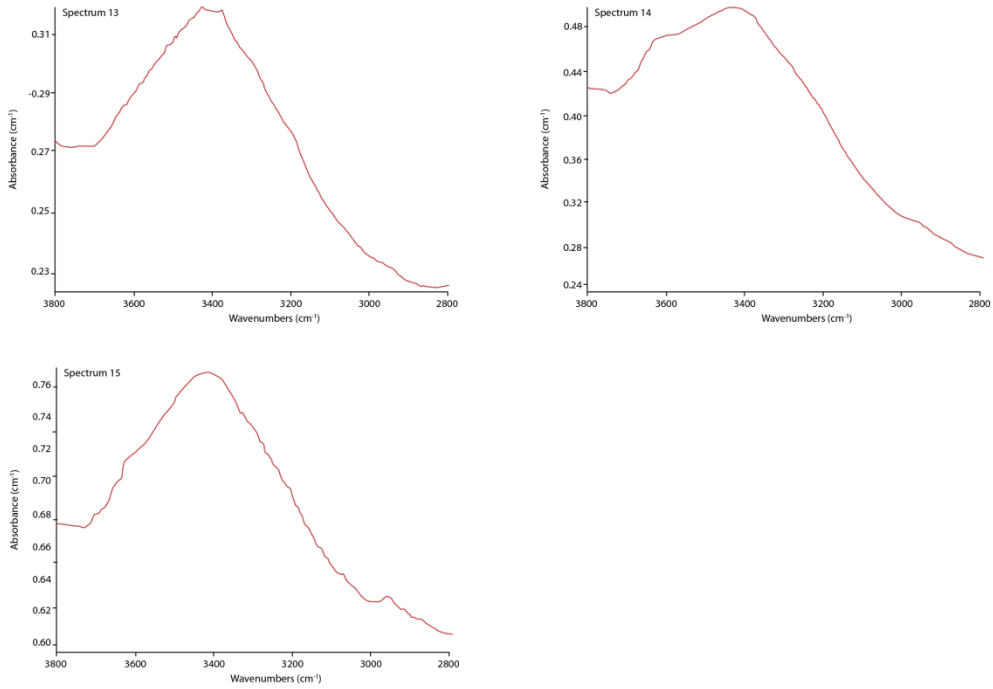 Spectrum 13
0.31
-0.29
0.27
0.25
0.23
Absorbance (cm⁻¹)
3800 3600 3400 3200 3000 2800
Wavenumbers (cm⁻¹)
Spectrum 14
0.48
0.44
0.40
0.36
0.32
0.28
0.24
Absorbance (cm⁻¹)
3800 3600 3400 3200 3000 2800
Wavenumbers (cm⁻¹)
Spectrum 15
0.76
0.74
0.72
0.70
0.68
0.66
0.64
0.62
0.60
Absorbance (cm⁻¹)
3800 3600 3400 3200 3000 2800
Wavenumbers (cm⁻¹)